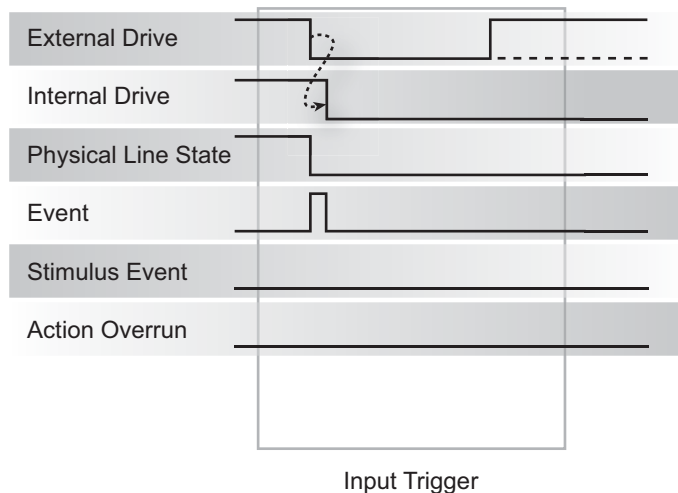 External Drive
Internal Drive
Physical Line State
Event
Stimulus Event
Action Overrun
Input Trigger